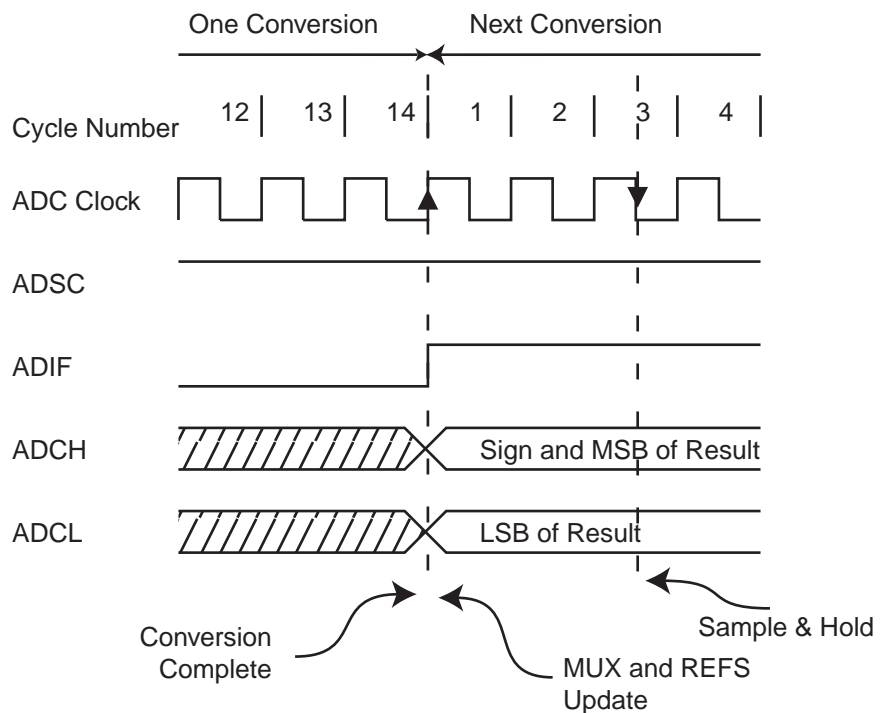 One Conversion Next Conversion
Cycle Number 12 13 14 1 2 3 4
ADC Clock
ADSC
ADIF
ADCH Sign and MSB of Result
ADCL LSB of Result
Conversion
Complete
MUX and REFS
Update
Sample & Hold